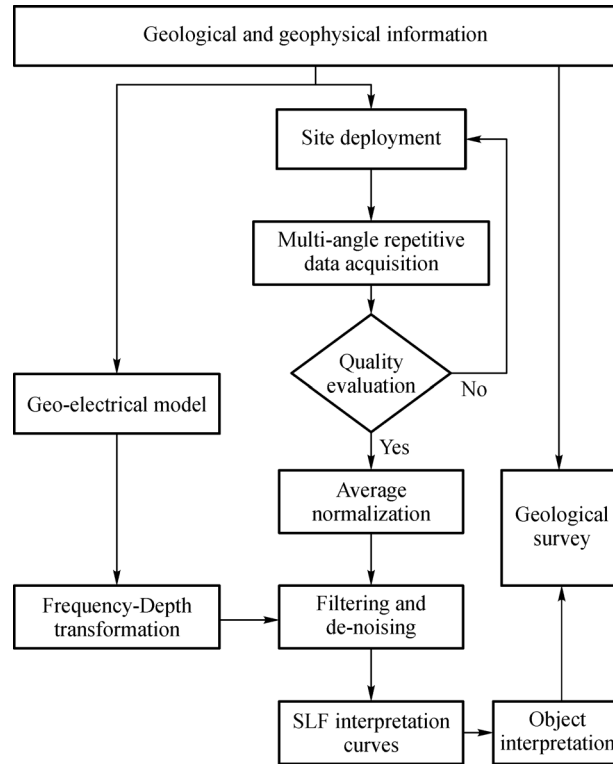 Geological and geophysical information
Site deployment
Multi-angle repetitive
data acquisition
Quality
evaluation
No
Geo-electrical model
Yes
Average
normalization
Geological
survey
Frequency-Depth
transformation
Filtering and
de-noising
SLF interpretation
curves
Object
interpretation